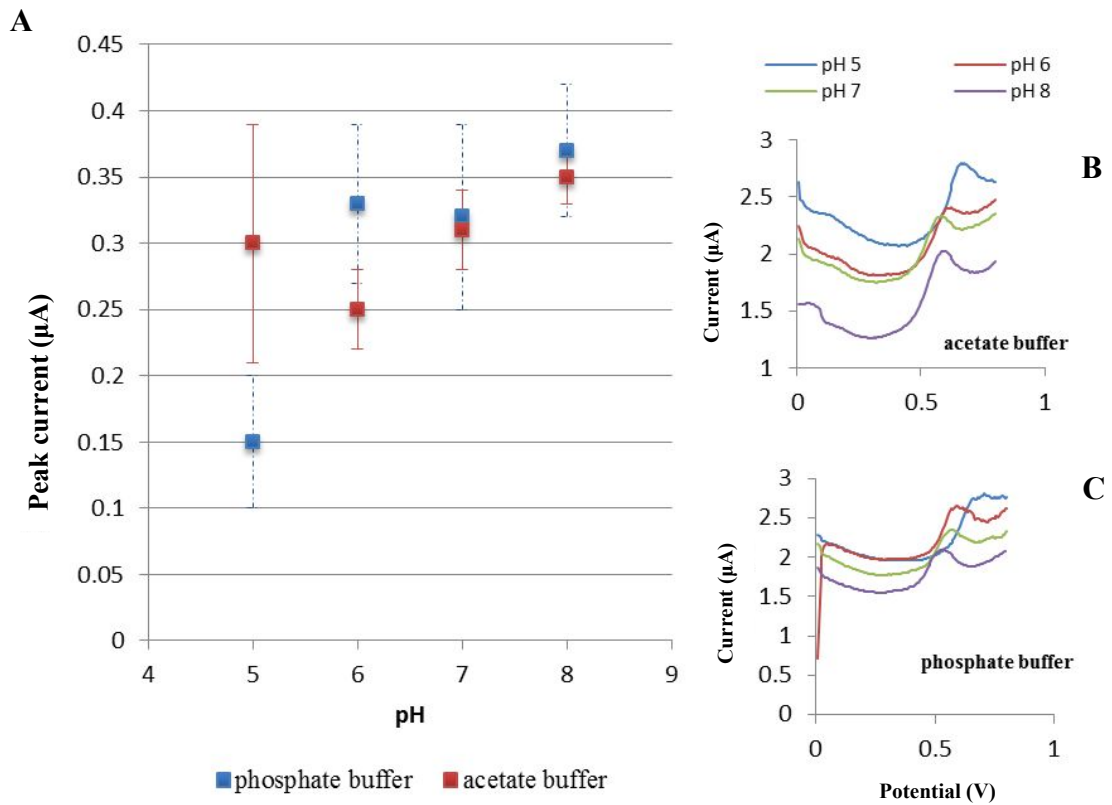 A
Peak current (µA)
0.45
0.4
0.35
0.3
0.25
0.2
0.15
0.1
0.05
0
4 5 6 7 8 9
pH
phosphate buffer acetate buffer
pH 5 pH 6
pH 7 pH 8
B
Current (µA)
3
2.5
2
1.5
1
0 0.5 1
acetate buffer
C
Current (µA)
3
2.5
2
1.5
1
0.5
0
0 0.5 1
phosphate buffer
Potential (V)